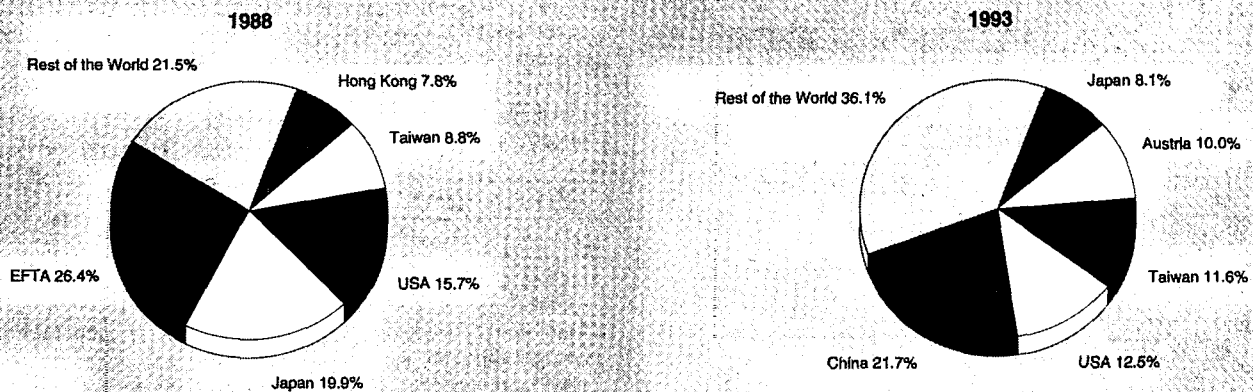 1988
Rest of the World 21.5%
Hong Kong 7.8%
Taiwan 8.8%
USA 15.7%
Japan 19.9%
EFTA 26.4%
1993
Rest of the World 36.1%
Japan 8.1%
Austria 10.0%
Taiwan 11.6%
USA 12.5%
China 21.7%